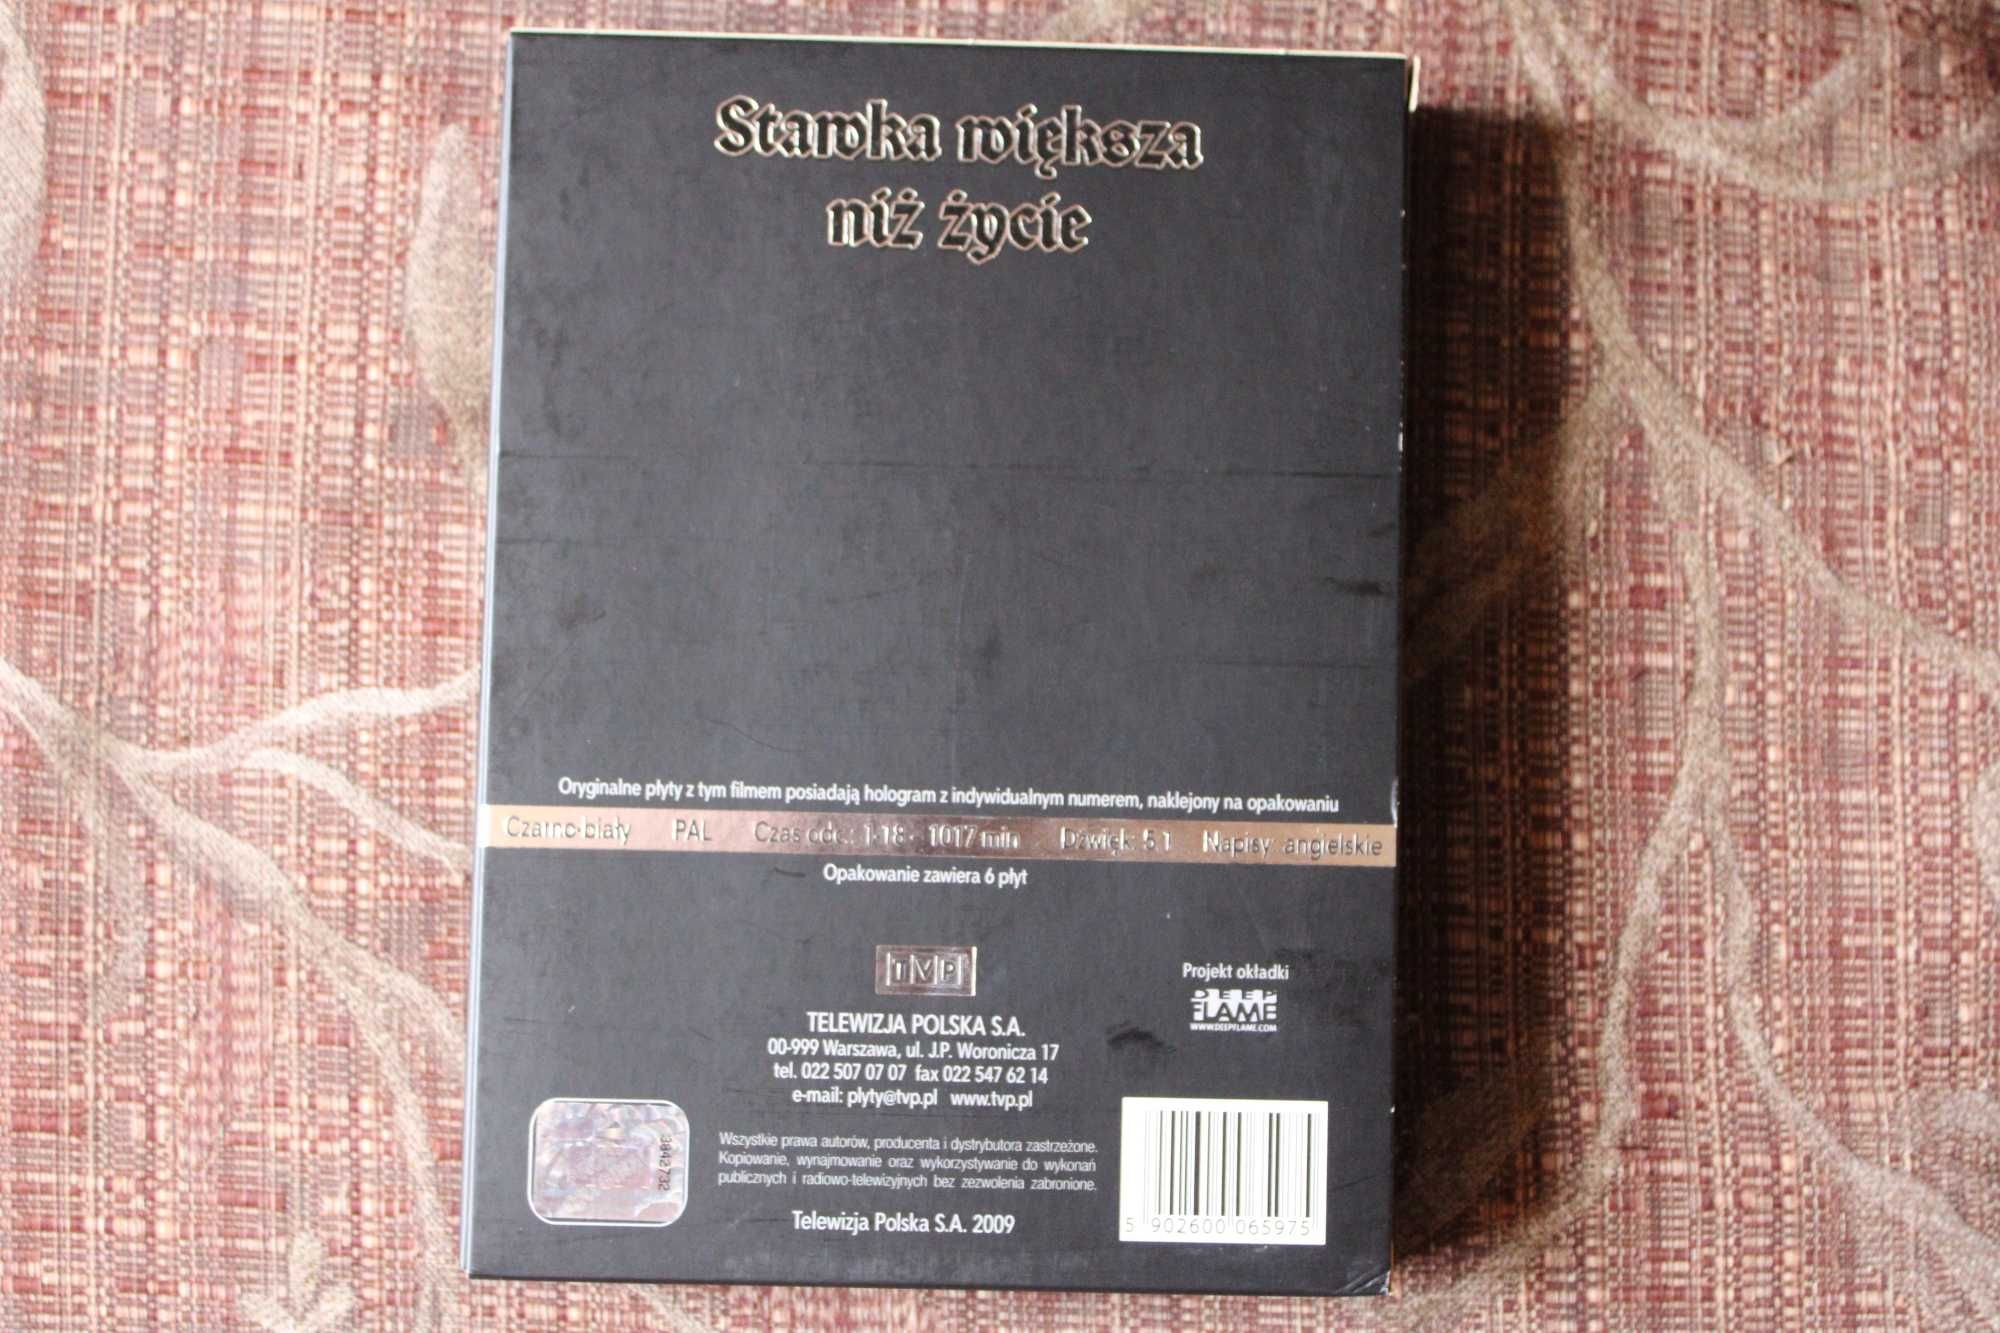 Stawka większa
niż życie
Oryginalne płyty z tym filmem posiadają hologram z indywidualnym numerem, naklejony na opakowaniu
Czarno-biały PAL Czas odc.: 1-18 - 1017 min Dźwięk: 5.1 Napisy: angielskie
Opakowanie zawiera 6 płyt
TVP
Projekt okładki
DEEP
FLAME
WWW.DEEPFLAME.COM
TELEWIZJA POLSKA S.A.
00-999 Warszawa, ul. J.P. Woronicza 17
tel. 022 507 07 07 fax 022 547 62 14
e-mail: plyty@tvp.pl www.tvp.pl
3842732
Wszystkie prawa autorów, producenta i dystrybutora zastrzeżone.
Kopiowanie, wynajmowanie oraz wykorzystywanie do wykonań
publicznych i radiowo-telewizyjnych bez zezwolenia zabronione.
Telewizja Polska S.A. 2009
5 902600 065975